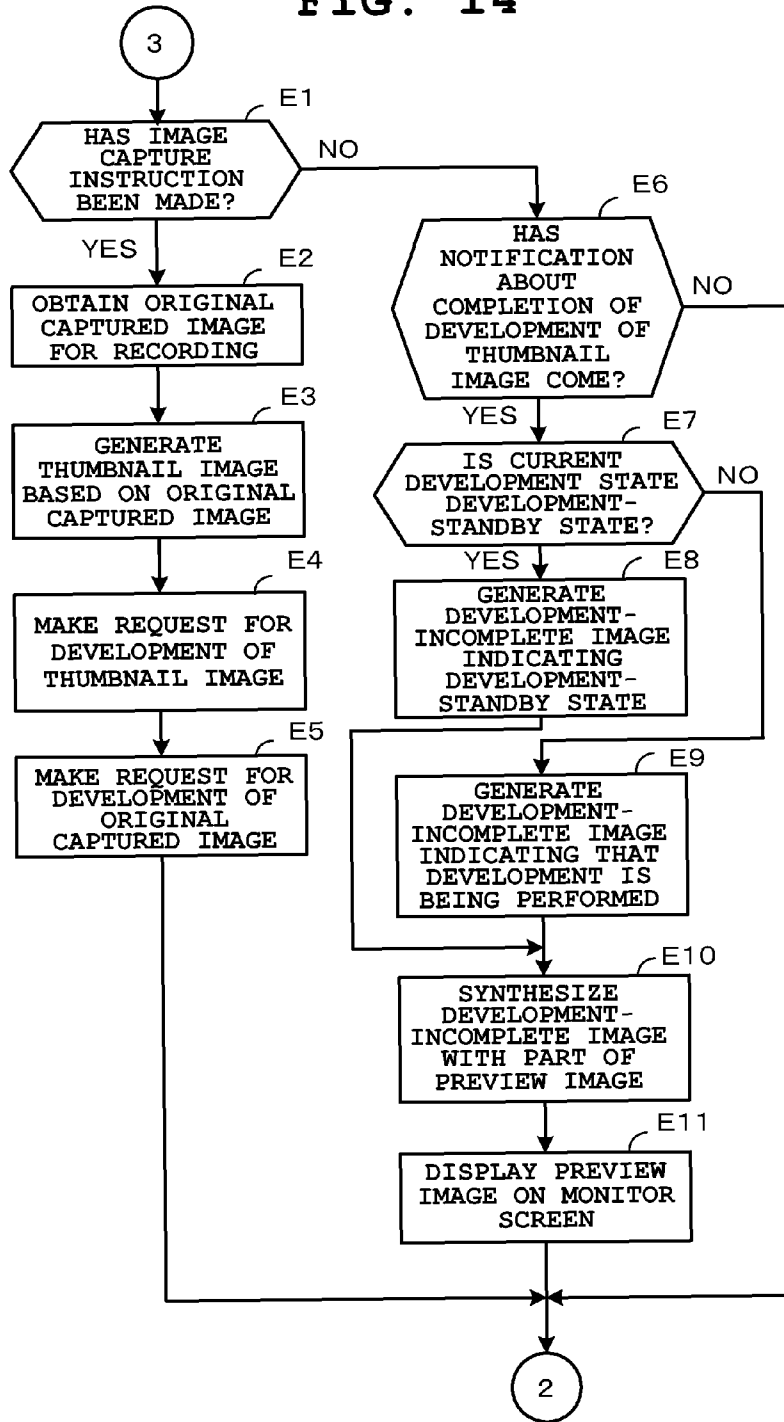 FIG. 14
3
E1
HAS IMAGE
CAPTURE
INSTRUCTION
BEEN MADE?
NO
YES
E2
OBTAIN ORIGINAL
CAPTURED IMAGE
FOR RECORDING
E3
GENERATE
THUMBNAIL IMAGE
BASED ON ORIGINAL
CAPTURED IMAGE
E4
MAKE REQUEST FOR
DEVELOPMENT OF
THUMBNAIL IMAGE
E5
MAKE REQUEST FOR
DEVELOPMENT OF
ORIGINAL
CAPTURED IMAGE
E6
HAS
NOTIFICATION
ABOUT
COMPLETION OF
DEVELOPMENT OF
THUMBNAIL
IMAGE COME?
NO
YES
E7
IS CURRENT
DEVELOPMENT STATE
DEVELOPMENT-
STANDBY STATE?
NO
YES
E8
GENERATE
DEVELOPMENT-
INCOMPLETE IMAGE
INDICATING
DEVELOPMENT-
STANDBY STATE
E9
GENERATE
DEVELOPMENT-
INCOMPLETE IMAGE
INDICATING THAT
DEVELOPMENT IS
BEING PERFORMED
E10
SYNTHESIZE
DEVELOPMENT-
INCOMPLETE IMAGE
WITH PART OF
PREVIEW IMAGE
E11
DISPLAY PREVIEW
IMAGE ON MONITOR
SCREEN
2